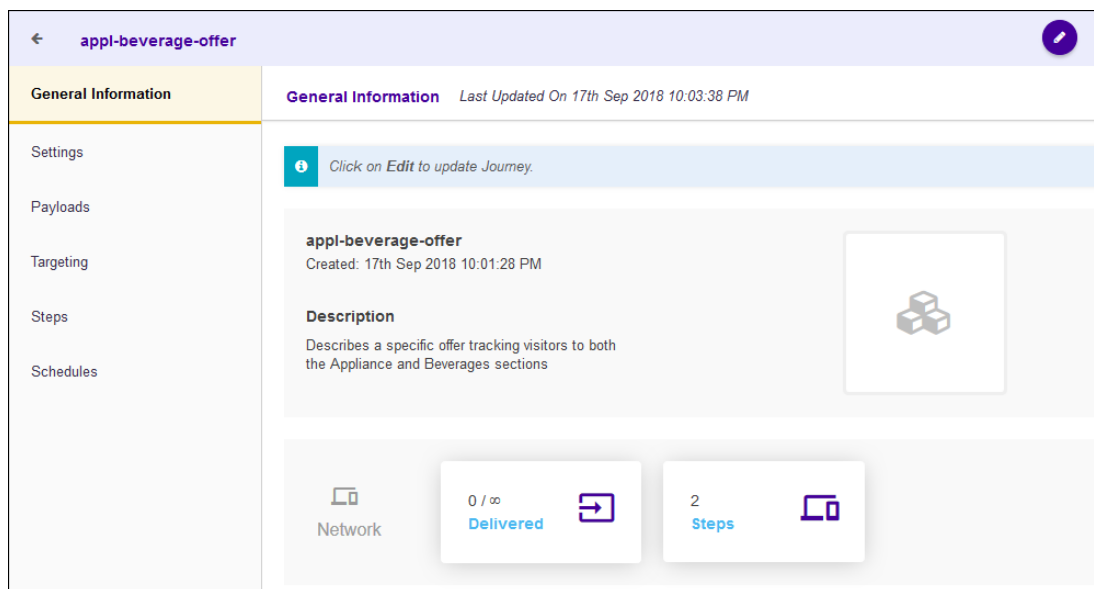 appl-beverage-offer
General Information
Settings
Payloads
Targeting
Steps
Schedules
General Information Last Updated On 17th Sep 2018 10:03:38 PM
Click on Edit to update Journey.
appl-beverage-offer
Created: 17th Sep 2018 10:01:28 PM
Description
Describes a specific offer tracking visitors to both
the Appliance and Beverages sections
Network
0 / ∞
Delivered
2
Steps